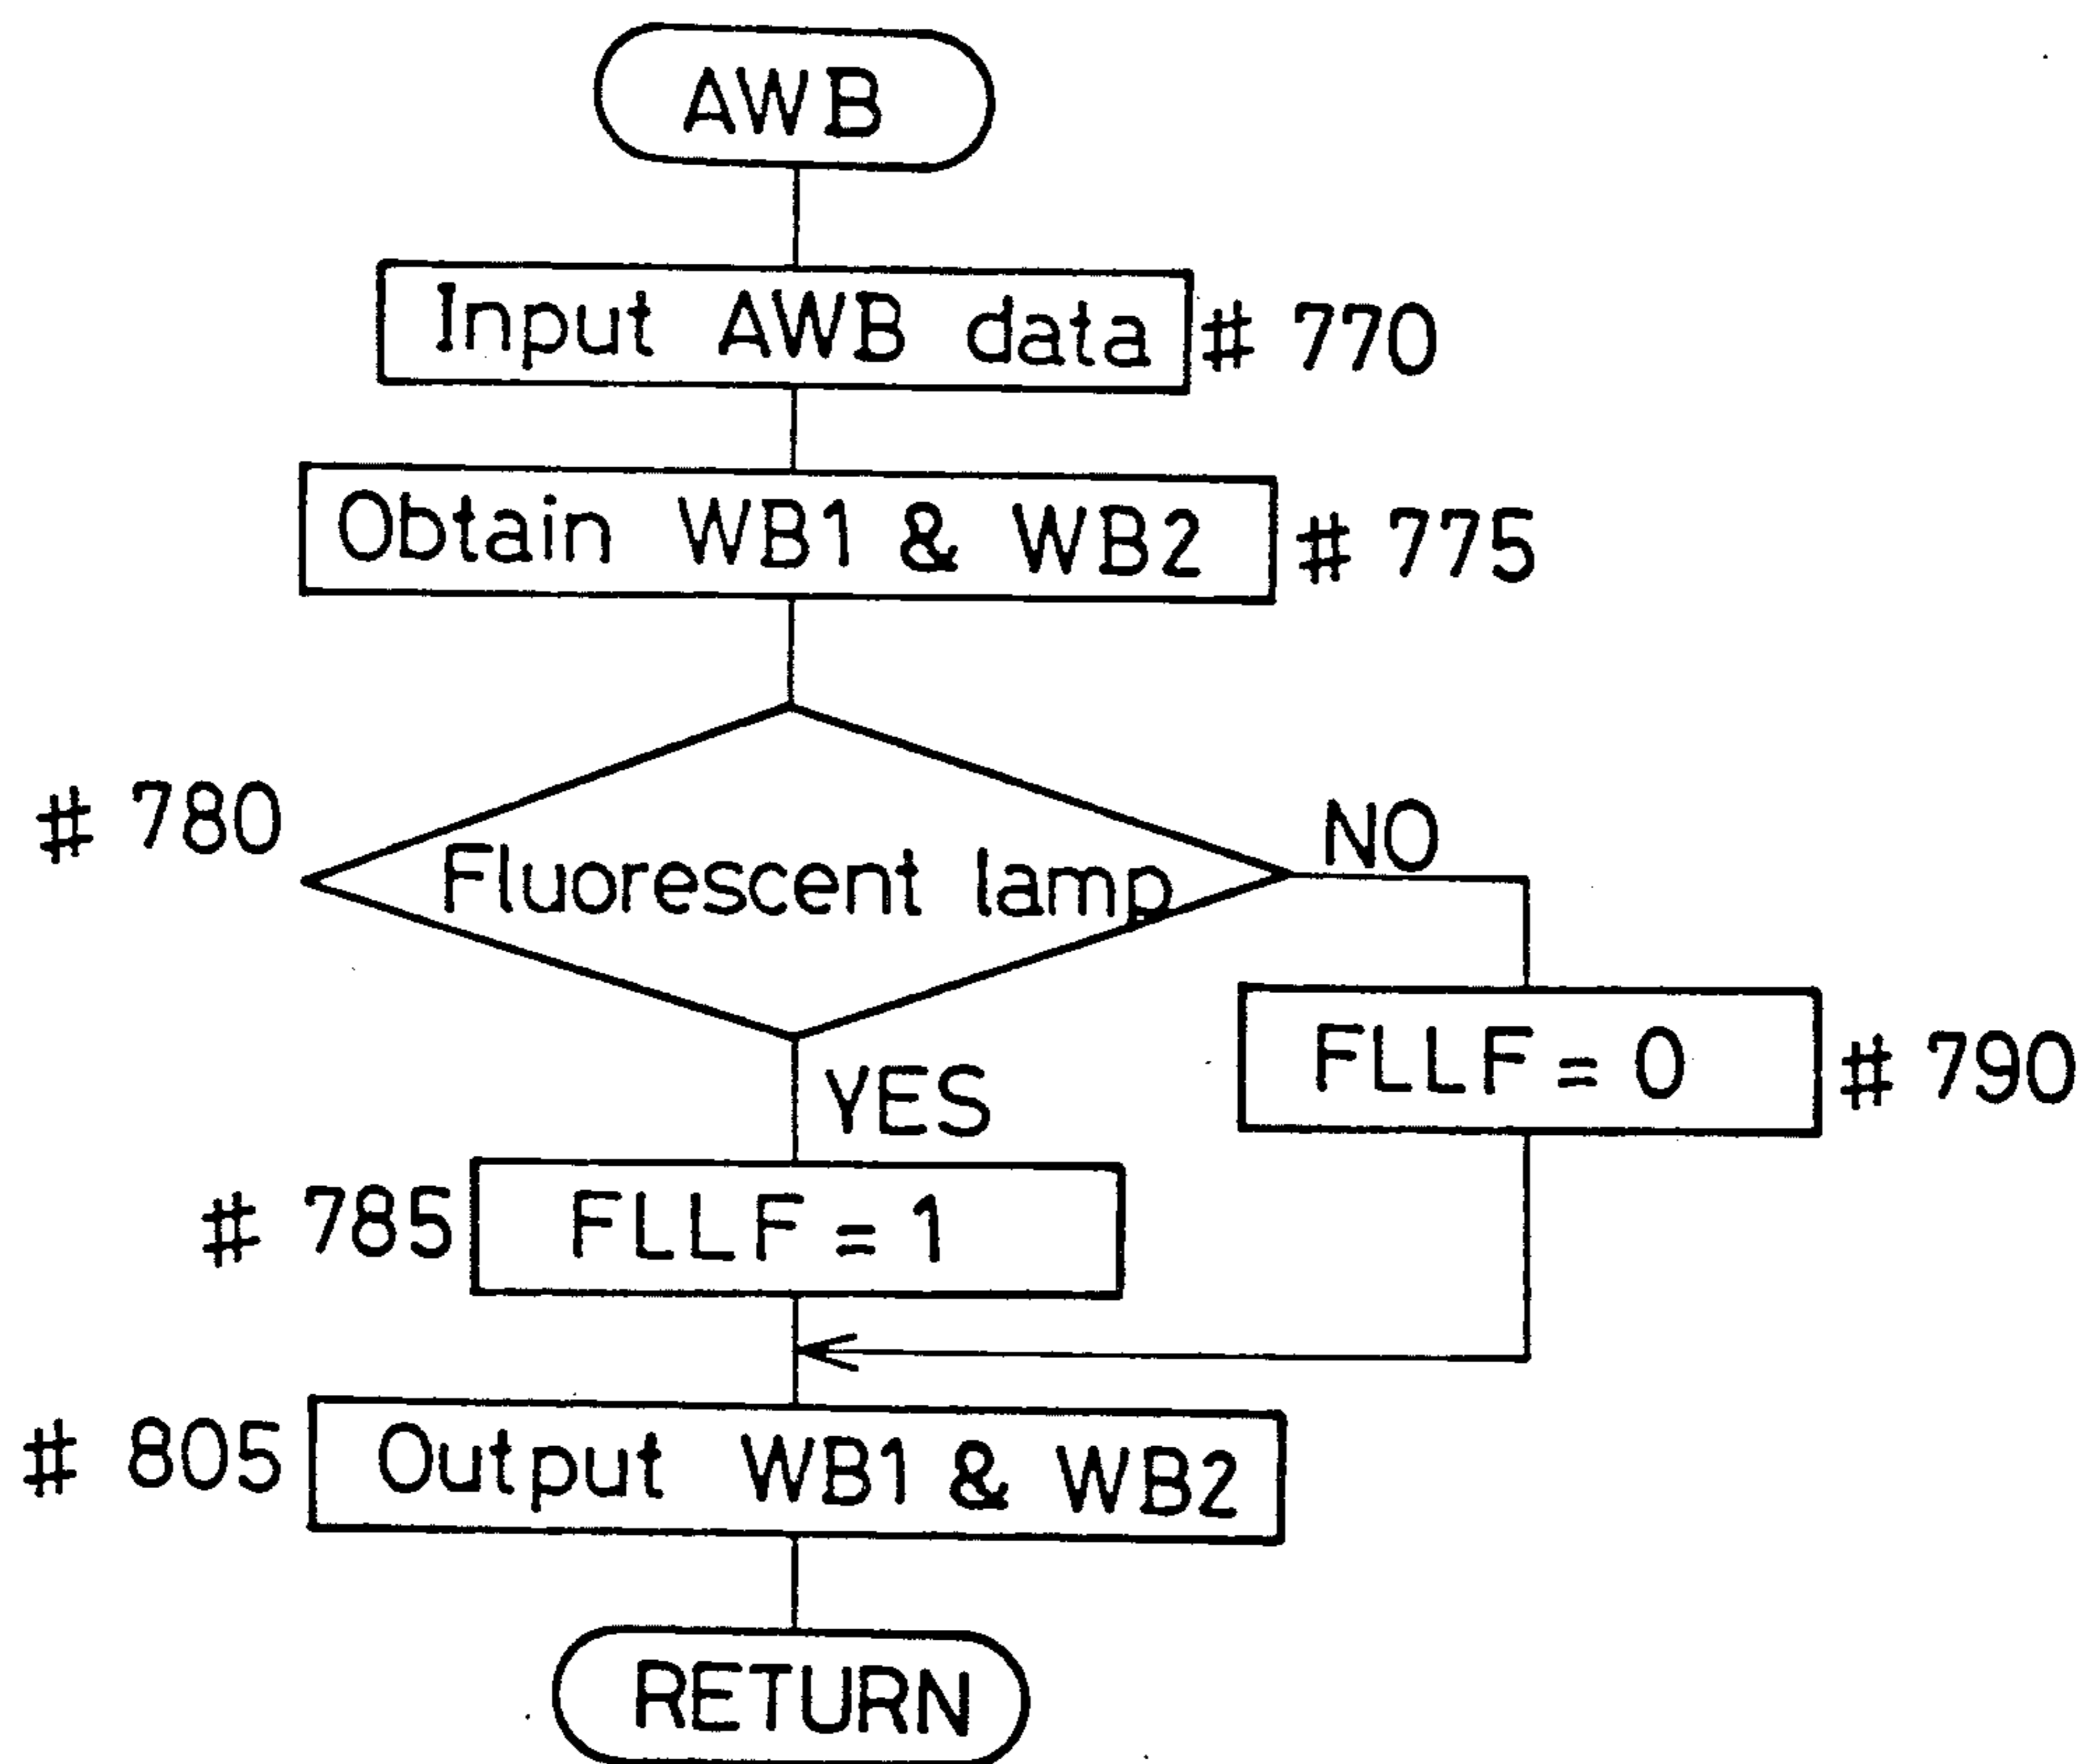 AWB
Input AWB data # 770
Obtain WB1 & WB2 # 775
# 780 Fluorescent lamp NO
YES
FLLF = 0 # 790
# 785 FLLF = 1
# 805 Output WB1 & WB2
RETURN